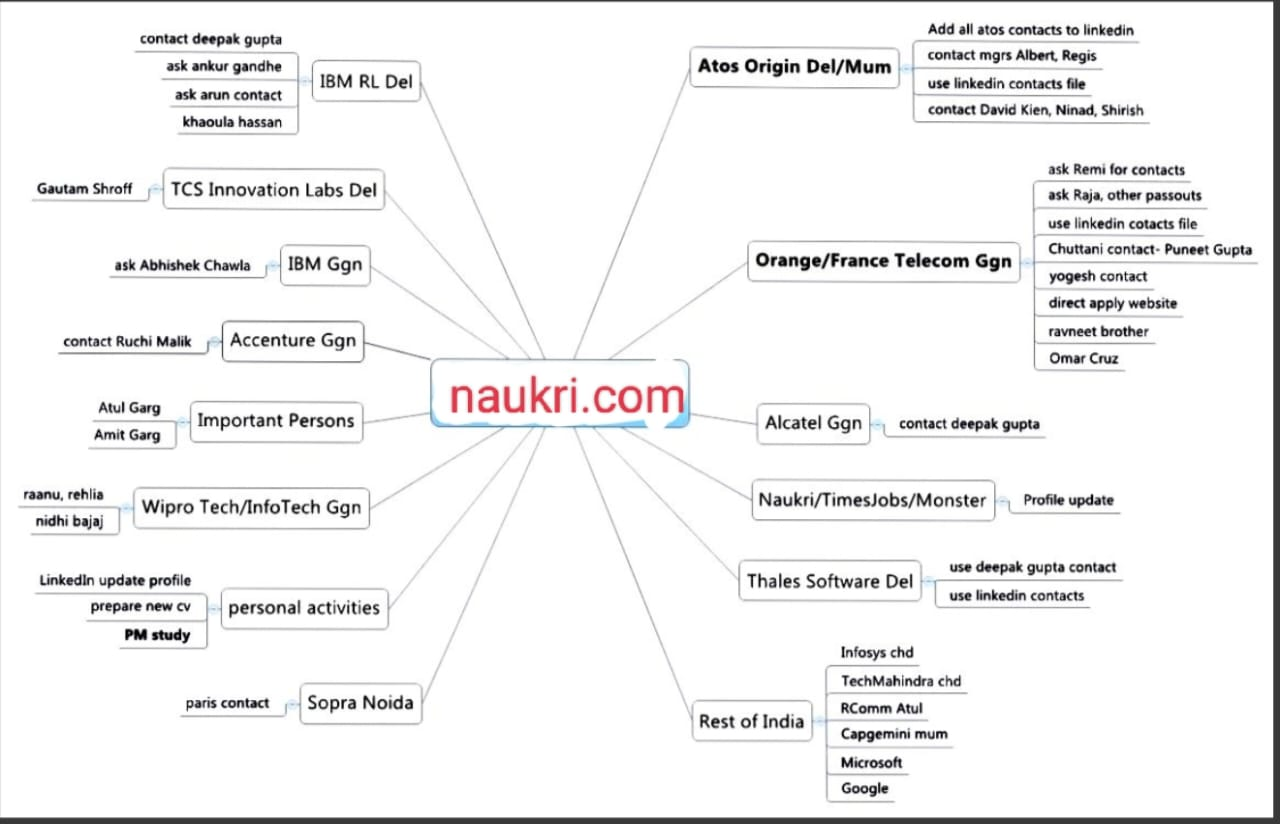 contact deepak gupta
ask ankur gandhe
ask arun contact
khaoula hassan
IBM RL Del
Gautam Shroff
TCS Innovation Labs Del
ask Abhishek Chawla
IBM Ggn
contact Ruchi Malik
Accenture Ggn
Atul Garg
Amit Garg
Important Persons
raanu, rehlia
nidhi bajaj
Wipro Tech/InfoTech Ggn
LinkedIn update profile
prepare new cv
PM study
personal activities
paris contact
Sopra Noida
naukri.com
Atos Origin Del/Mum
Add all atos contacts to linkedin
contact mgrs Albert, Regis
use linkedin contacts file
contact David Kien, Ninad, Shirish
Orange/France Telecom Ggn
ask Remi for contacts
ask Raja, other passouts
use linkedin cotacts file
Chuttani contact- Puneet Gupta
yogesh contact
direct apply website
ravneet brother
Omar Cruz
Alcatel Ggn
contact deepak gupta
Naukri/TimesJobs/Monster
Profile update
Thales Software Del
use deepak gupta contact
use linkedin contacts
Rest of India
Infosys chd
TechMahindra chd
RComm Atul
Capgemini mum
Microsoft
Google